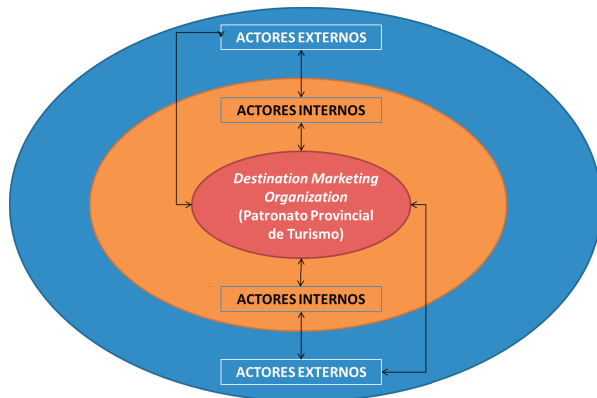 ACTORES EXTERNOS
ACTORES INTERNOS
Destination Marketing
Organization
(Patronato Provincial
de Turismo)
ACTORES INTERNOS
ACTORES EXTERNOS